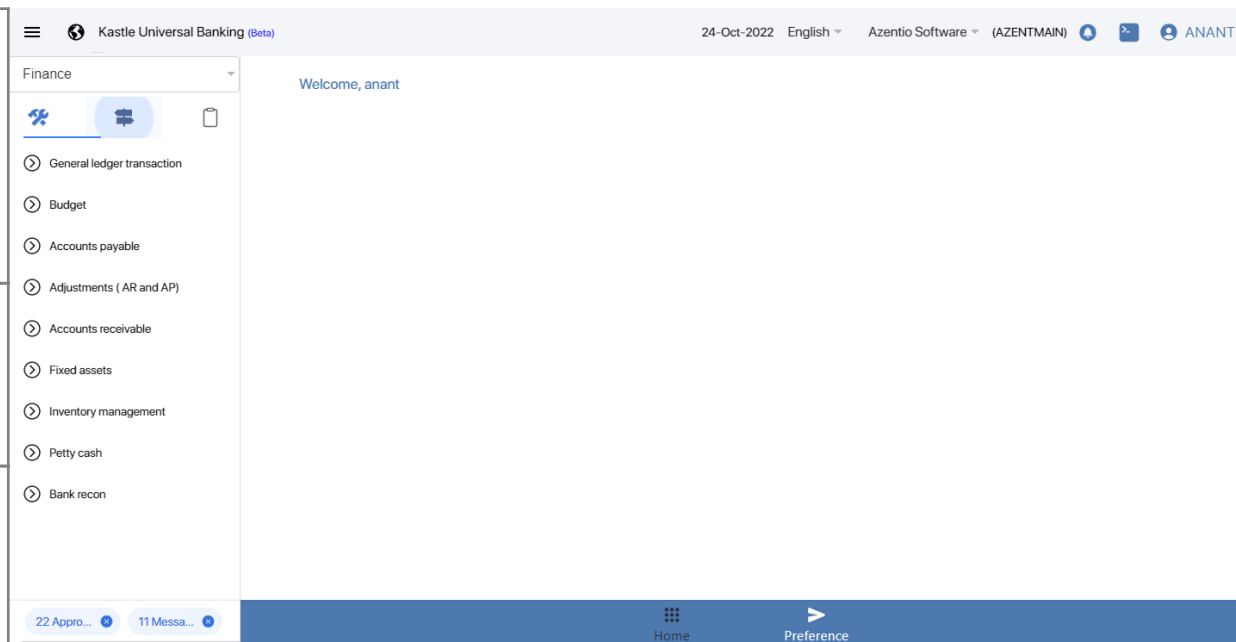 Kastle Universal Banking (Beta) 24-Oct-2022 English Azentio Software (AZENTMAIN) ANANT
Finance
Welcome, anant
General ledger transaction
Budget
Accounts payable
Adjustments ( AR and AP)
Accounts receivable
Fixed assets
Inventory management
Petty cash
Bank recon
22 Appro... 11 Messa...
Home Preference